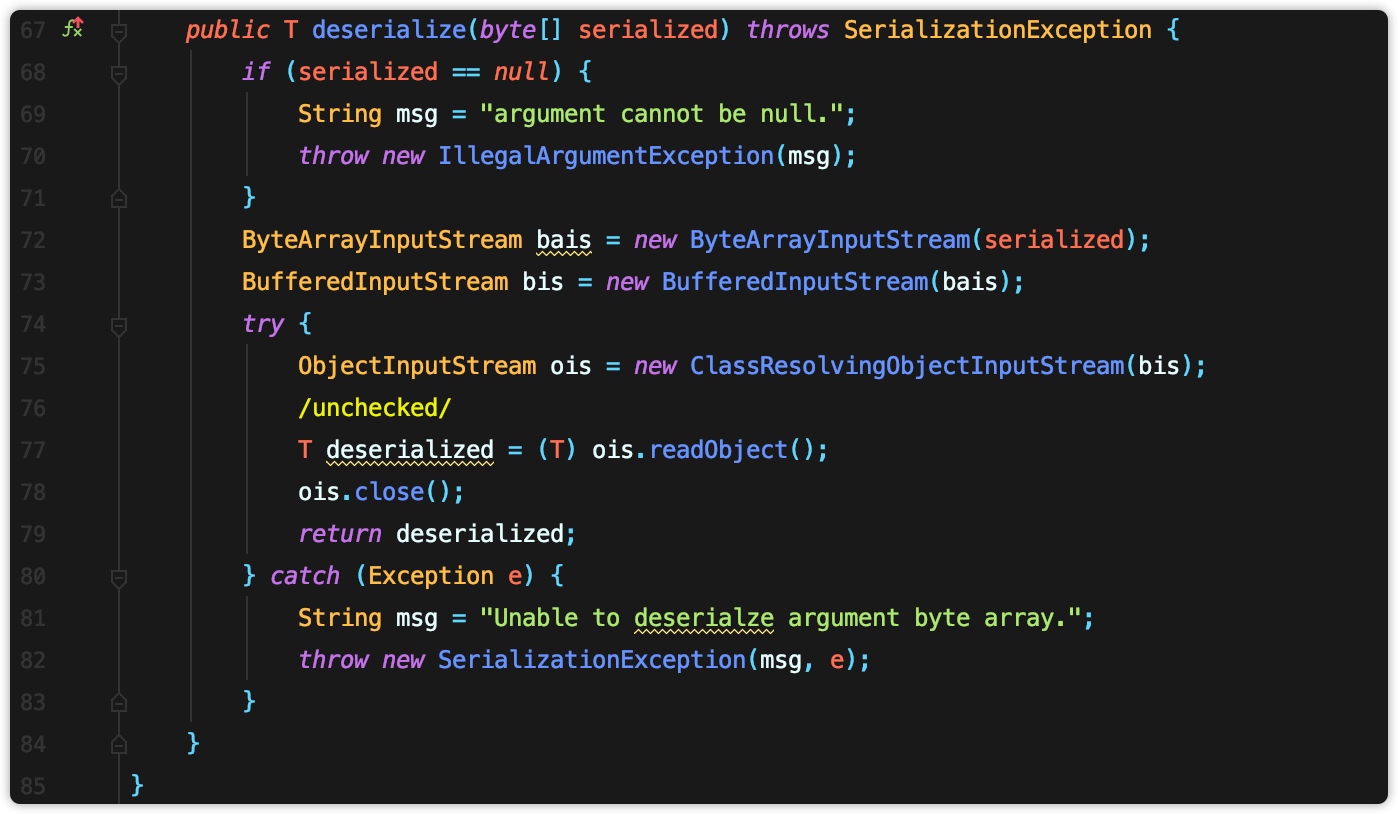 67 public T deserialize(byte[] serialized) throws SerializationException {
68 if (serialized == null) {
69 String msg = "argument cannot be null.";
70 throw new IllegalArgumentException(msg);
71 }
72 ByteArrayInputStream bais = new ByteArrayInputStream(serialized);
73 BufferedInputStream bis = new BufferedInputStream(bais);
74 try {
75 ObjectInputStream ois = new ClassResolvingObjectInputStream(bis);
76 /unchecked/
77 T deserialized = (T) ois.readObject();
78 ois.close();
79 return deserialized;
80 } catch (Exception e) {
81 String msg = "Unable to deserialze argument byte array.";
82 throw new SerializationException(msg, e);
83 }
84 }
85 }